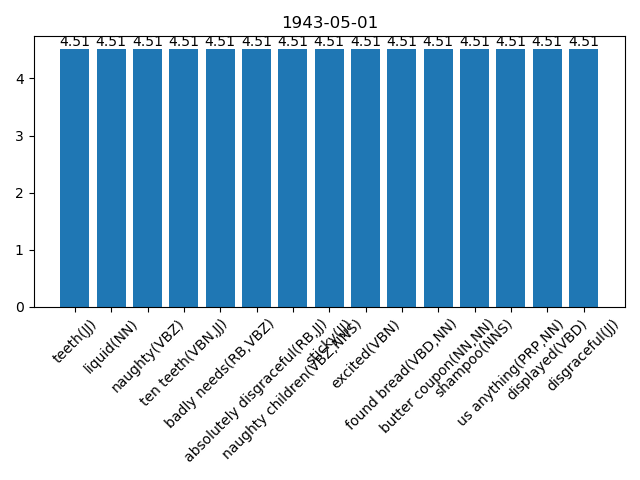 1943-05-01
4.51 4.51 4.51 4.51 4.51 4.51 4.51 4.51 4.51 4.51 4.51 4.51 4.51 4.51 4.51
4
3
2
1
0
teeth(JJ)
liquid(NN)
naughty(VBZ)
ten teeth(VBN,JJ)
badly needs(RB,VBZ)
absolutely disgraceful(RB,JJ)
sticky(JJ)
naughty children(VBZ,NNS)
excited(VBN)
found bread(VBD,NN)
butter coupon(NN,NN)
shampoo(NNS)
us anything(PRP,NN)
displayed(VBD)
disgraceful(JJ)